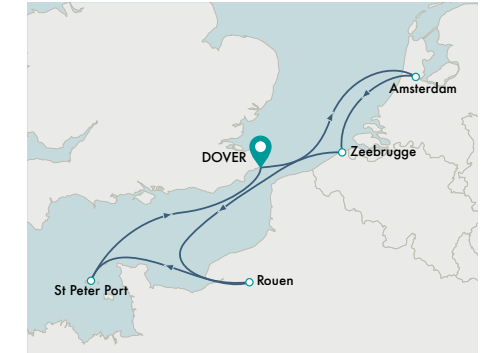 Amsterdam
DOVER
Zeebrugge
St Peter Port
Rouen